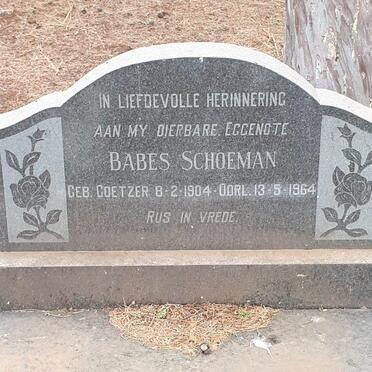 IN LIEFDEVOLLE HERINNERING
AAN MY DIERBARE EGGENOTE
BABES SCHOEMAN
GEB. COETZER 8-2-1904 - OORL. 13-5-1964
RUS IN VREDE.